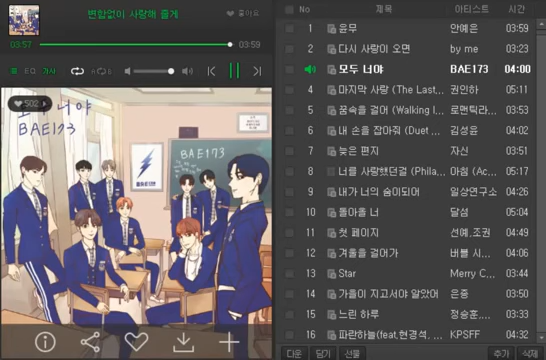 변함없이 사랑해 줄게
좋아요
03:57
03:59
EQ 가사
502
모두 너야
BAE173
BAE173
No 제목 아티스트 시간
1 윤무 안예은 03:59
2 다시 사랑이 오면 by me 03:23
모두 너야 BAE173 04:00
4 마지막 사랑 (The Last... 권인하 05:11
5 꿈속을 걸어 (Walking I... 로맨틱라... 03:53
6 내 손을 잡아줘 (Duet ... 김성윤 04:02
7 늦은 편지 자신 03:51
8 너를 사랑했던걸 (Phila... 아침 (Ac... 05:17
9 내가 너의 숨이되어 일상연구소 04:26
10 돌아올 너 달섬 05:04
11 첫 페이지 선예,조권 04:49
12 겨울을 걸어가 버블 시... 04:06
13 Star Merry C... 03:44
14 가을이 지고서야 알았어 은종 03:50
15 느린 하루 정승훈.... 03:33
16 파란하늘(feat,현경석. KPSFF 04:32
다운 담기 선물 추가 삭제